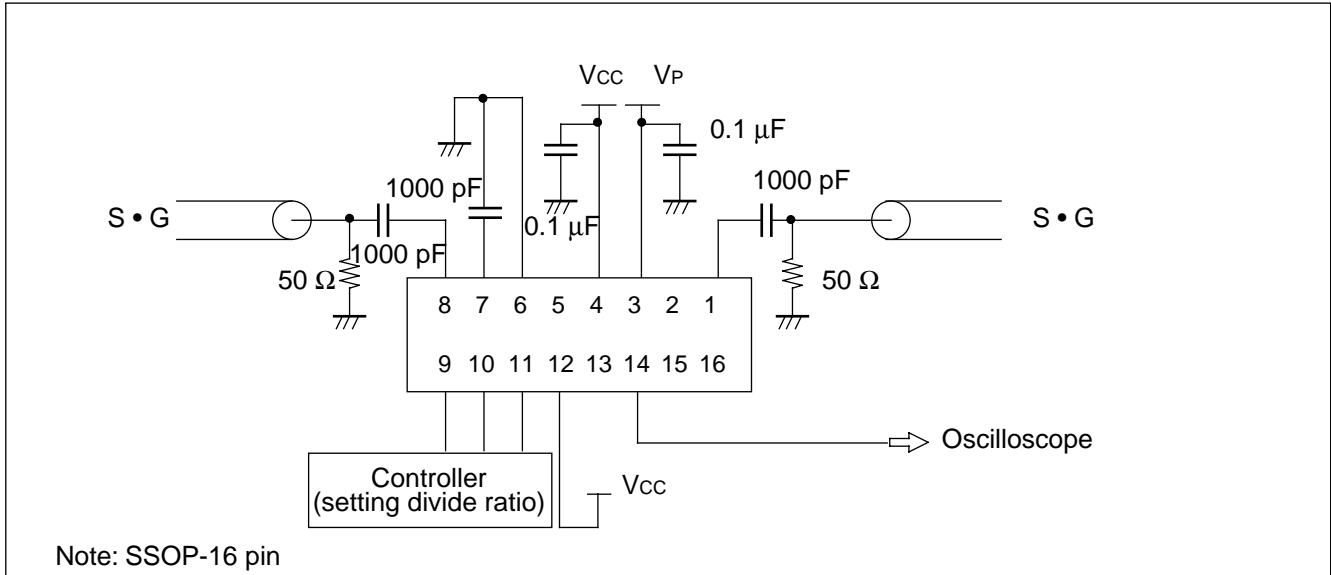 VCC VP
0.1 µF
1000 pF
1000 pF
S • G
S • G
0.1 µF
1000 pF
50 Ω
50 Ω
8 7 6 5 4 3 2 1
9 10 11 12 13 14 15 16
Oscilloscope
Controller
(setting divide ratio)
VCC
Note: SSOP-16 pin